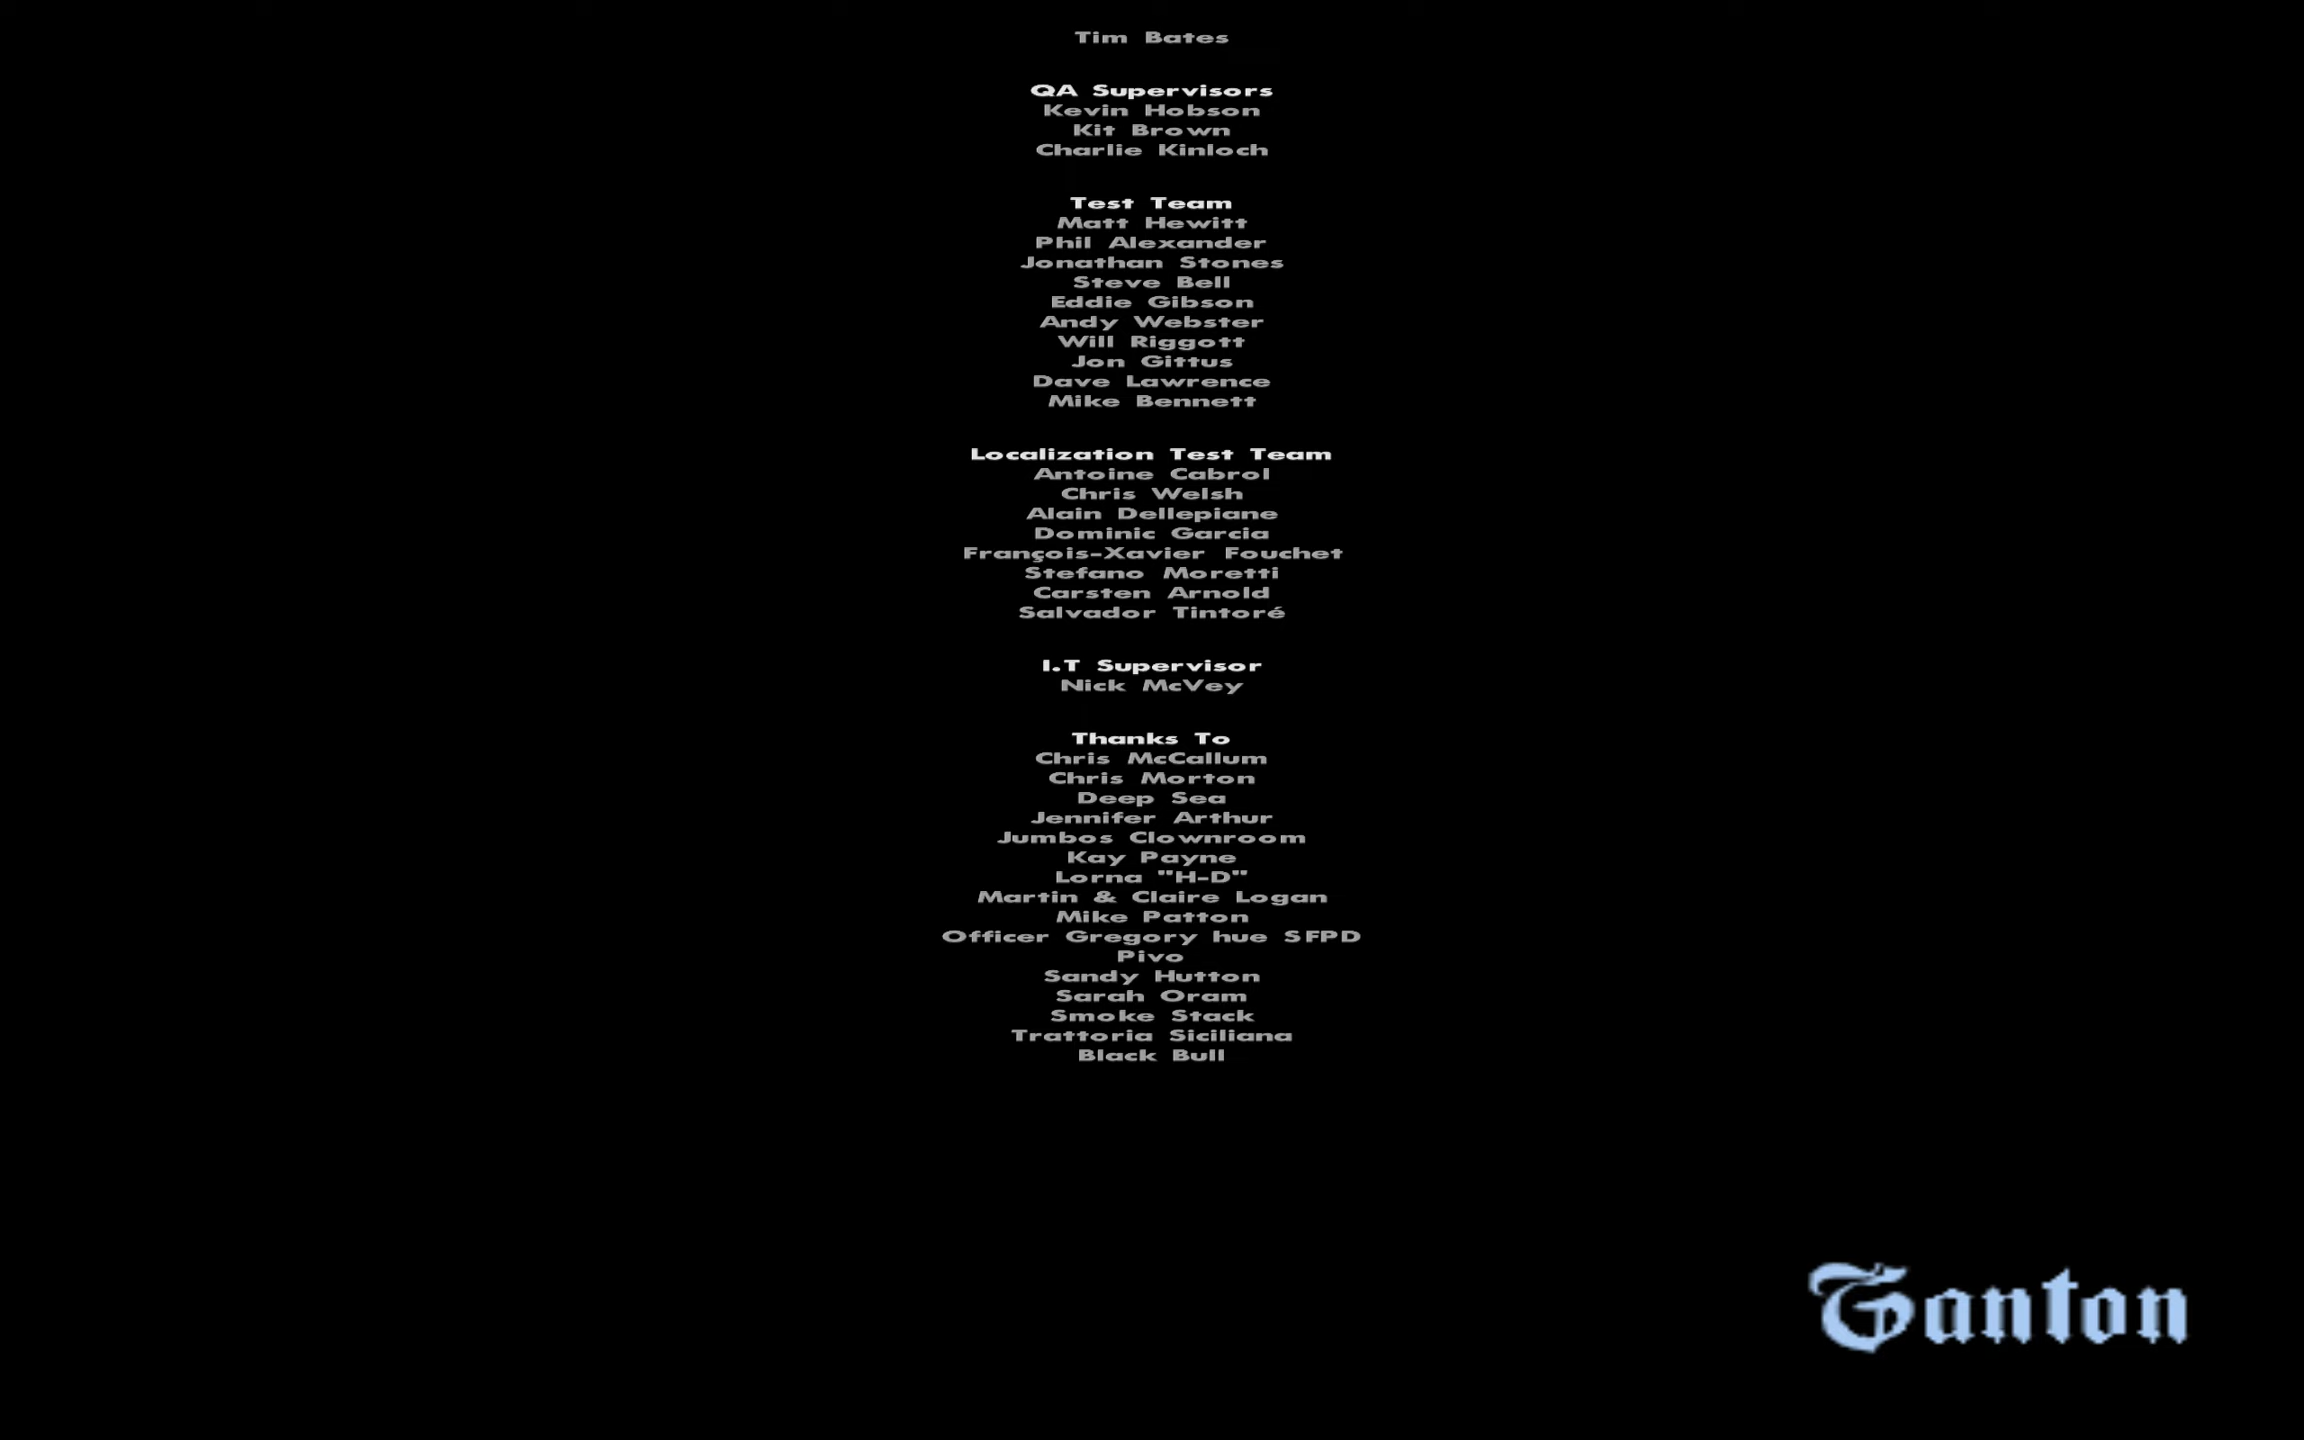 Tim Bates
QA Supervisors
Kevin Hobson
Kit Brown
Charlie Kinloch
Test Team
Matt Hewitt
Phil Alexander
Jonathan Stones
Steve Bell
Eddie Gibson
Andy Webster
Will Riggott
Jon Gittus
Dave Lawrence
Mike Bennett
Localization Test Team
Antoine Cabrol
Chris Welsh
Alain Dellepiane
Dominic Garcia
François-Xavier Fouchet
Stefano Moretti
Carsten Arnold
Salvador Tintoré
I.T Supervisor
Nick McVey
Thanks To
Chris McCallum
Chris Morton
Deep Sea
Jennifer Arthur
Jumbos Clownroom
Kay Payne
Lorna "H-D"
Martin & Claire Logan
Mike Patton
Officer Gregory hue SFPD
Pivo
Sandy Hutton
Sarah Oram
Smoke Stack
Trattoria Siciliana
Black Bull
Ganton